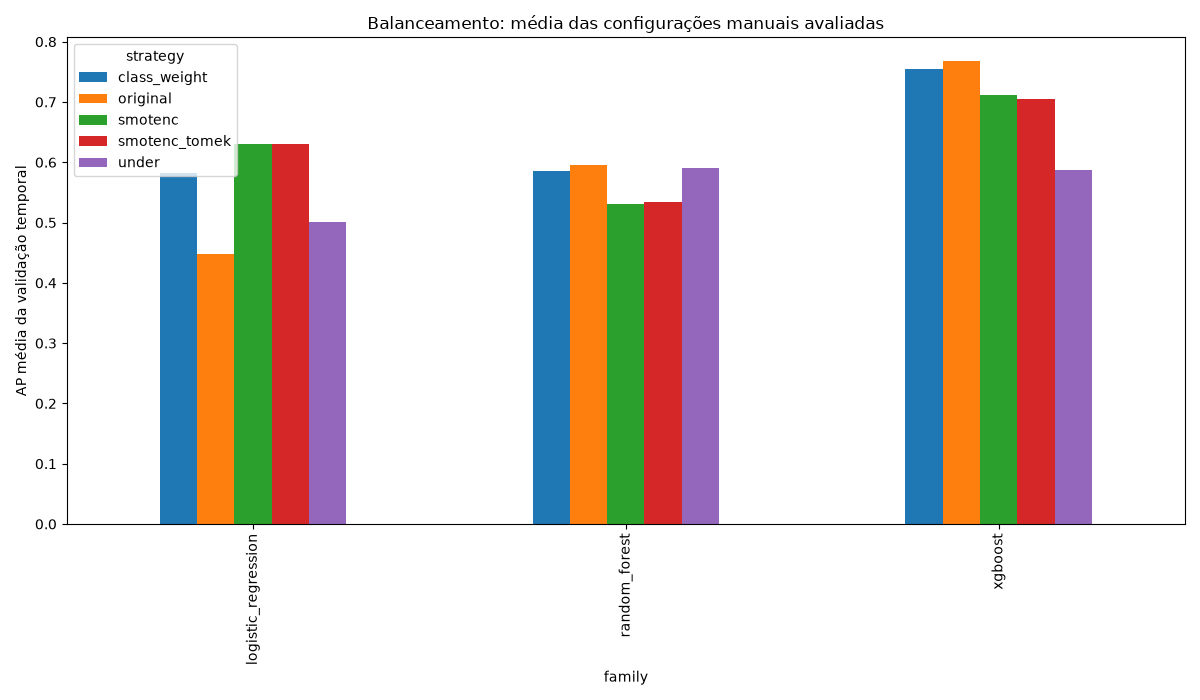 Balanceamento: média das configurações manuais avaliadas
strategy
class_weight
original
smotenc
smotenc_tomek
under
AP média da validação temporal
0.8
0.7
0.6
0.5
0.4
0.3
0.2
0.1
0.0
logistic_regression
random_forest
xgboost
family